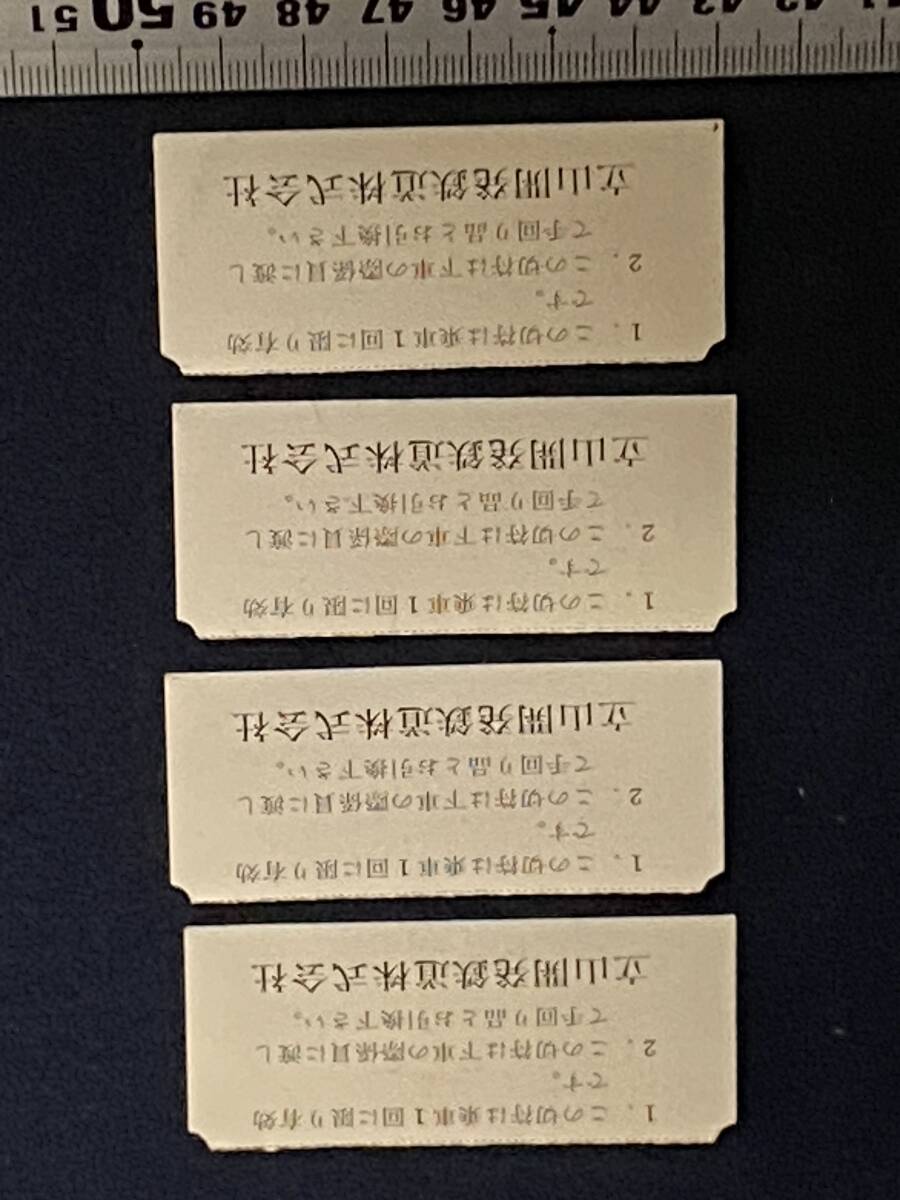 1．この切符は乗車1回に限り有効
です。
2．この切符は下車の際係員に渡し
て手回り品とお引換下さい。
立山開発鉄道株式会社
1．この切符は乗車1回に限り有効
です。
2．この切符は下車の際係員に渡し
て手回り品とお引換下さい。
立山開発鉄道株式会社
1．この切符は乗車1回に限り有効
です。
2．この切符は下車の際係員に渡し
て手回り品とお引換下さい。
立山開発鉄道株式会社
1．この切符は乗車1回に限り有効
です。
2．この切符は下車の際係員に渡し
て手回り品とお引換下さい。
立山開発鉄道株式会社
42 43 44 45 46 47 48 49 50 51